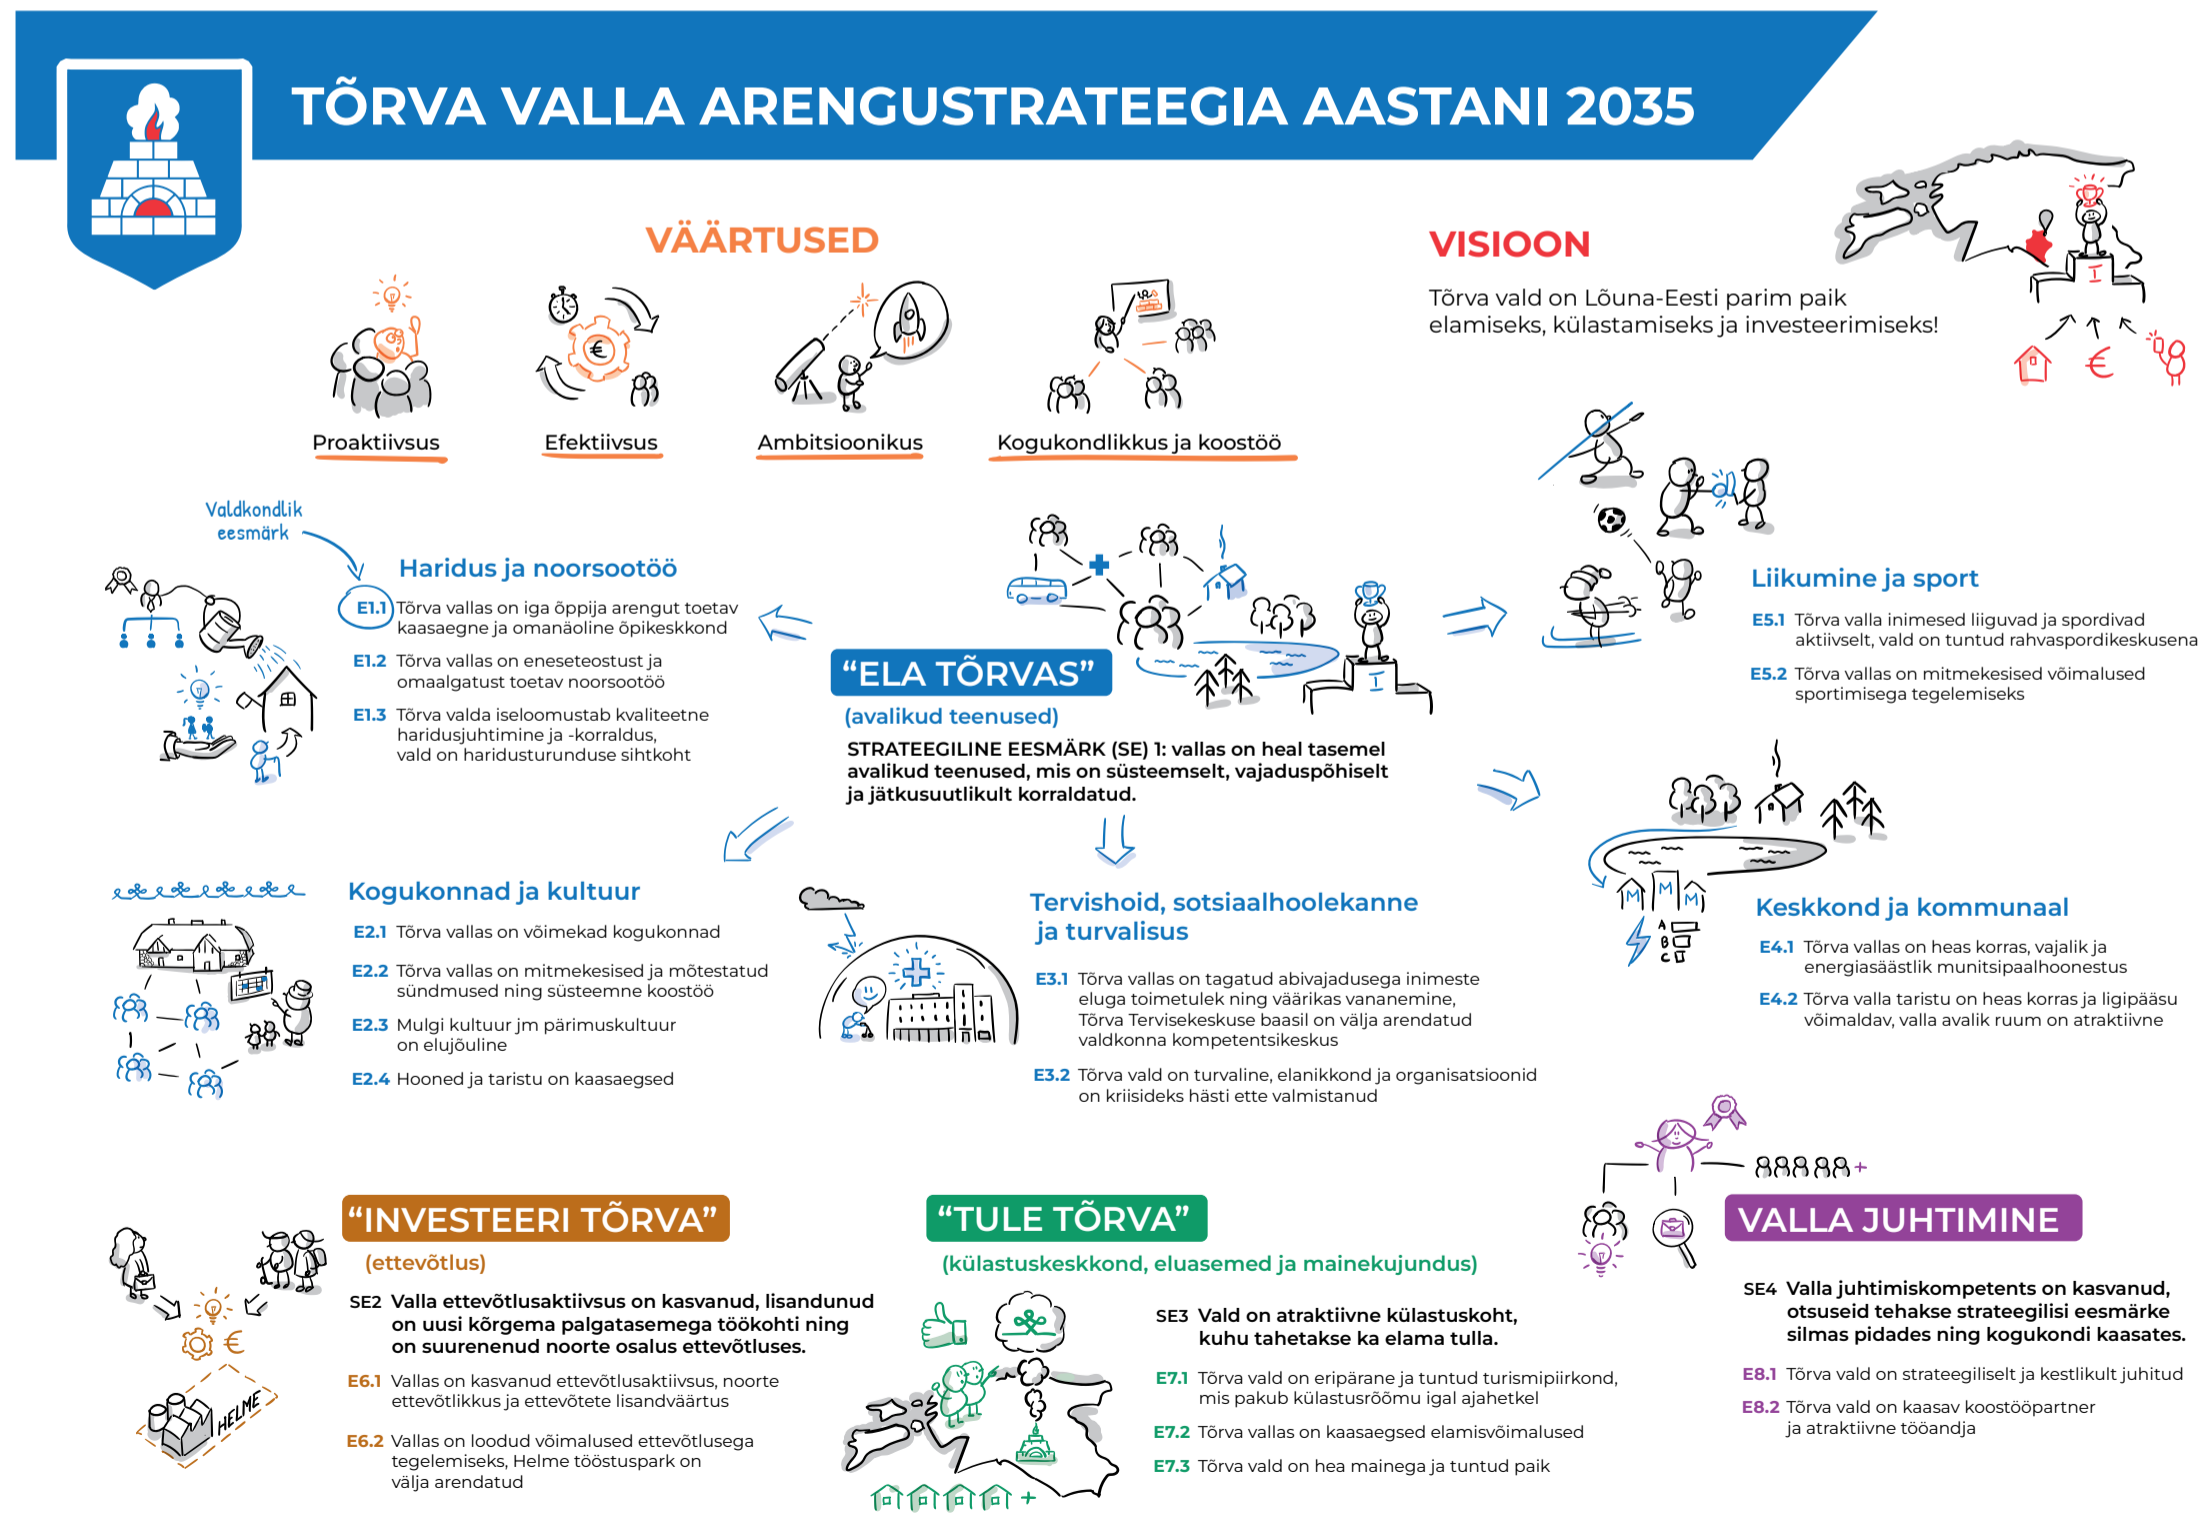 TÕRVA VALLA ARENGUSTRATEEGIA AASTANI 2035
VÄÄRTUSED
Proaktiivsus
Efektiivsus
Ambitsioonikus
Kogukondlikkus ja koostöö
VISIOON
Tõrva vald on Lõuna-Eesti parim paik
elamiseks, külastamiseks ja investeerimiseks!
I
€
€
Valdkondlik
eesmärk
Haridus ja noorsootöö
E1.1 Tõrva vallas on iga õppija arengut toetav
kaasaegne ja omanäoline õpikeskkond
E1.2 Tõrva vallas on eneseteostust ja
omaalgatust toetav noorsootöö
E1.3 Tõrva valda iseloomustab kvaliteetne
haridusjuhtimine ja -korraldus,
vald on haridusturunduse sihtkoht
“ELA TÕRVAS”
I
(avalikud teenused)
STRATEEGILINE EESMÄRK (SE) 1: vallas on heal tasemel
avalikud teenused, mis on süsteemselt, vajaduspõhiselt
ja jätkusuutlikult korraldatud.
Liikumine ja sport
E5.1 Tõrva valla inimesed liiguvad ja spordivad
aktiivselt, vald on tuntud rahvaspordikeskusena
E5.2 Tõrva vallas on mitmekesised võimalused
sportimisega tegelemiseks
Kogukonnad ja kultuur
E2.1 Tõrva vallas on võimekad kogukonnad
E2.2 Tõrva vallas on mitmekesised ja mõtestatud
sündmused ning süsteemne koostöö
E2.3 Mulgi kultuur jm pärimuskultuur
on elujõuline
E2.4 Hooned ja taristu on kaasaegsed
Tervishoid, sotsiaalhoolekanne
ja turvalisus
E3.1 Tõrva vallas on tagatud abivajadusega inimeste
eluga toimetulek ning väärikas vananemine,
Tõrva Tervisekeskuse baasil on välja arendatud
valdkonna kompetentsikeskus
E3.2 Tõrva vald on turvaline, elanikkond ja organisatsioonid
on kriisideks hästi ette valmistanud
M M M
A
B
C
Keskkond ja kommunaal
E4.1 Tõrva vallas on heas korras, vajalik ja
energiasäästlik munitsipaalhoonestus
E4.2 Tõrva valla taristu on heas korras ja ligipääsu
võimaldav, valla avalik ruum on atraktiivne
“INVESTEERI TÕRVA”
(ettevõtlus)
SE2 Valla ettevõtlusaktiivsus on kasvanud, lisandunud
on uusi kõrgema palgatasemega töökohti ning
on suurenenud noorte osalus ettevõtluses.
E6.1 Vallas on kasvanud ettevõtlusaktiivsus, noorte
ettevõtlikkus ja ettevõtete lisandväärtus
E6.2 Vallas on loodud võimalused ettevõtlusega
tegelemiseks, Helme tööstuspark on
välja arendatud
€
HELME
“TULE TÕRVA”
(külastuskeskkond, eluasemed ja mainekujundus)
SE3 Vald on atraktiivne külastuskoht,
kuhu tahetakse ka elama tulla.
E7.1 Tõrva vald on eripärane ja tuntud turismipiirkond,
mis pakub külastusrõõmu igal ajahetkel
E7.2 Tõrva vallas on kaasaegsed elamisvõimalused
E7.3 Tõrva vald on hea mainega ja tuntud paik
+
+
VALLA JUHTIMINE
SE4 Valla juhtimiskompetents on kasvanud,
otsuseid tehakse strateegilisi eesmärke
silmas pidades ning kogukondi kaasates.
E8.1 Tõrva vald on strateegiliselt ja kestlikult juhitud
E8.2 Tõrva vald on kaasav koostööpartner
ja atraktiivne tööandja